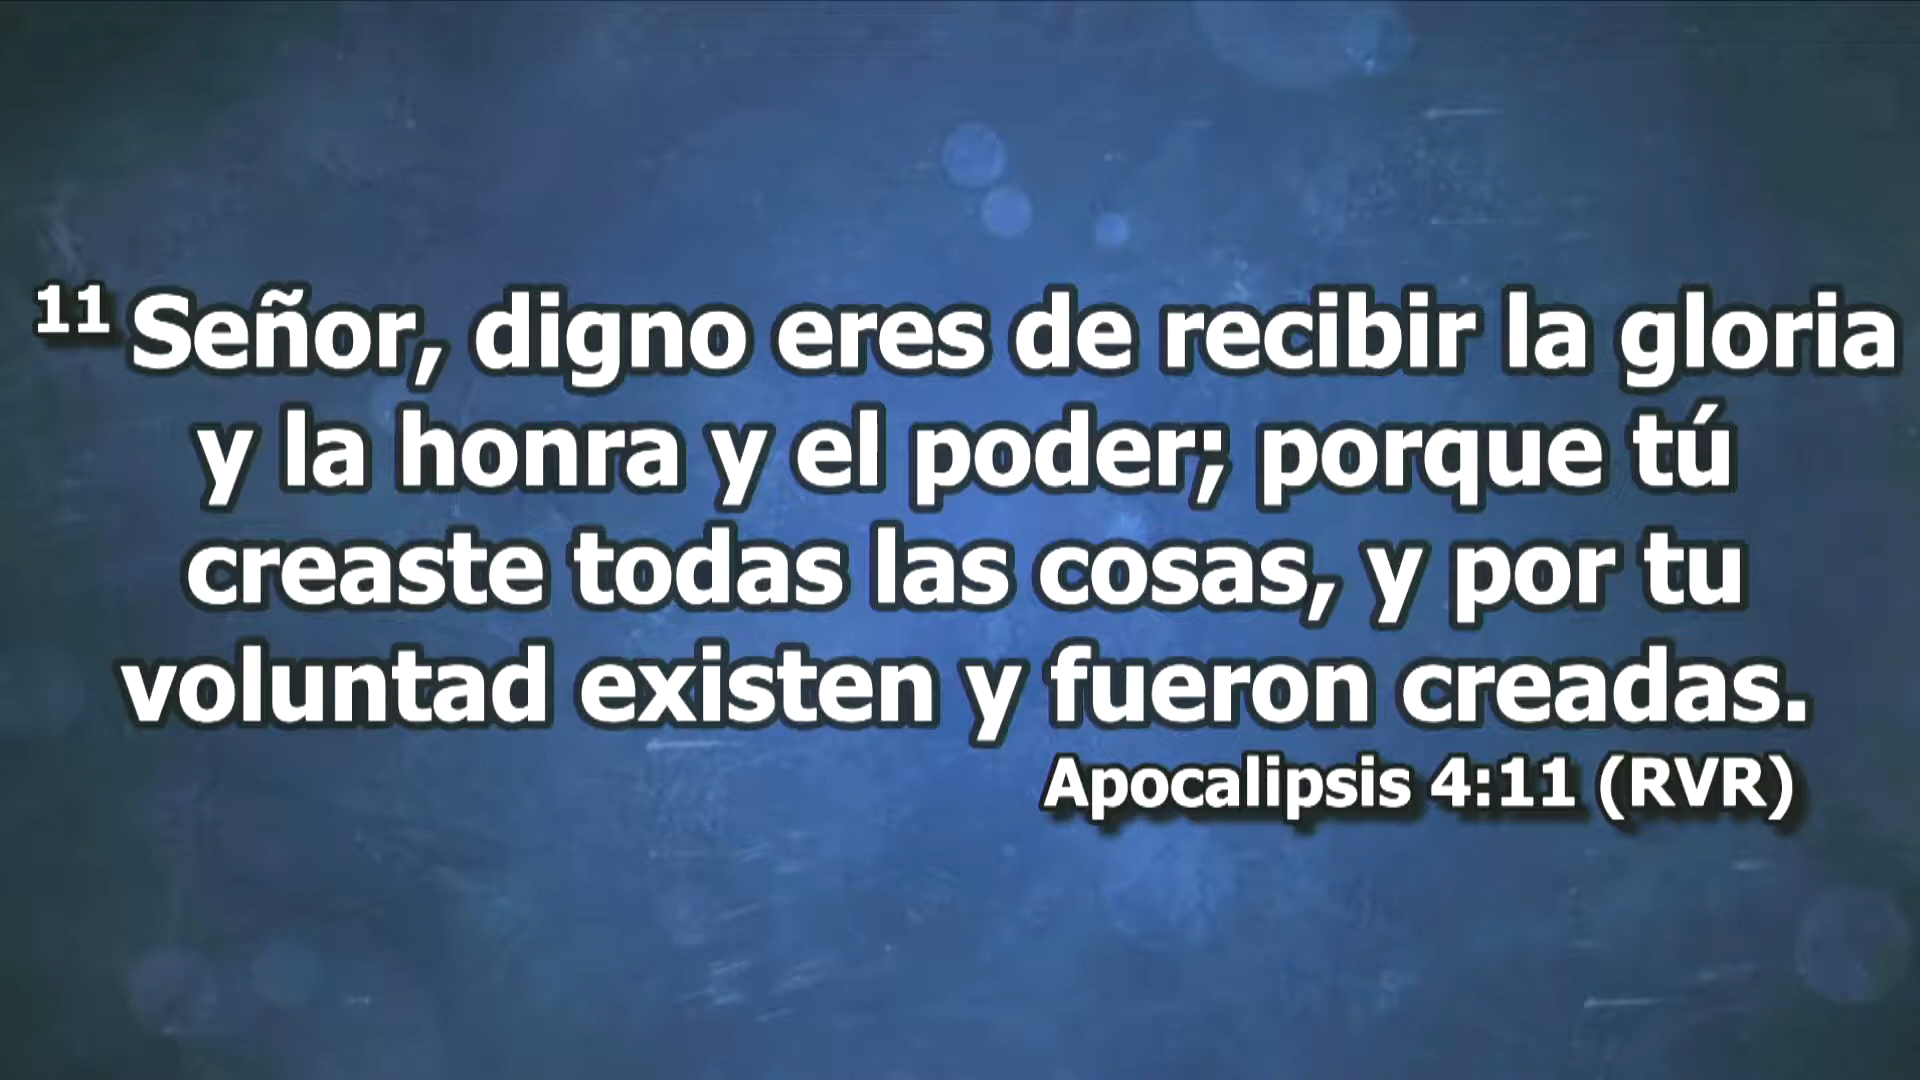 11 Señor, digno eres de recibir la gloria
y la honra y el poder; porque tú
creaste todas las cosas, y por tu
voluntad existen y fueron creadas.
Apocalipsis 4:11 (RVR)